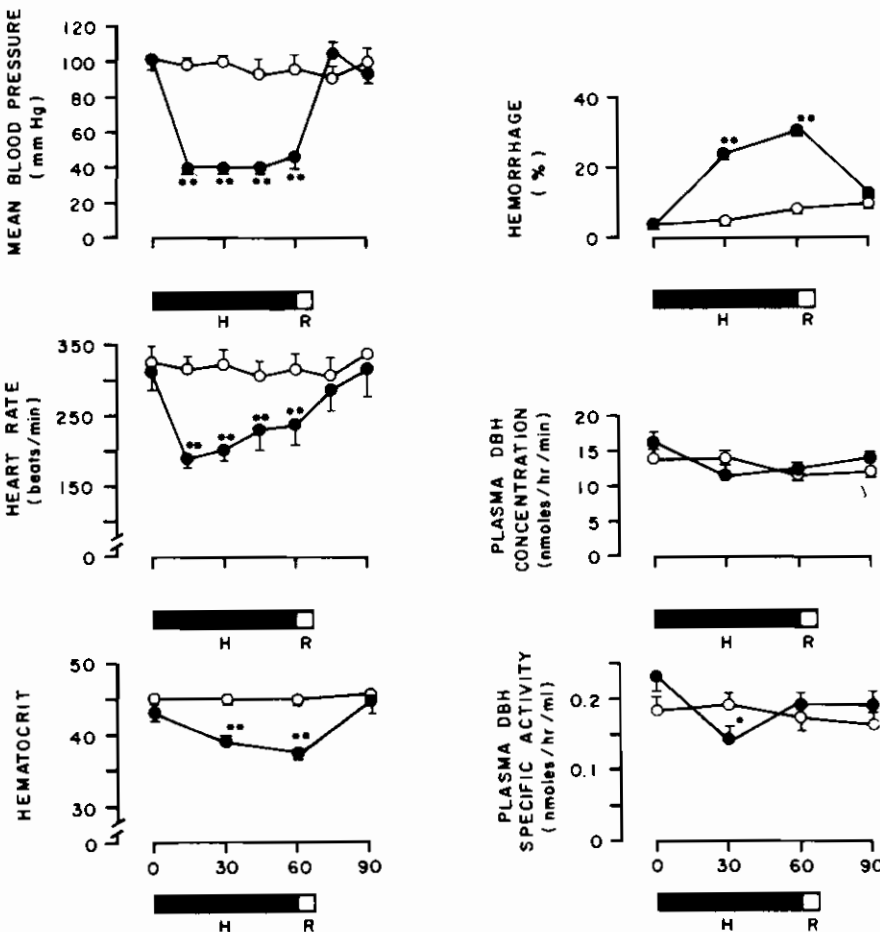 MEAN BLOOD PRESSURE
(mm Hg)
120
100
80
60
40
20
0
** ** ** **
H R
HEART RATE
(beats/min)
350
250
150
0
** ** ** **
H R
HEMATOCRIT
50
40
30
0
** **
0 30 60 90
H R
HEMORRHAGE
(%)
40
20
0
** **
H R
PLASMA DBH
CONCENTRATION
(nmoles/hr/min)
20
15
10
5
0
H R
PLASMA DBH
SPECIFIC ACTIVITY
(nmoles/hr/ml)
0.2
0.1
0
*
0 30 60 90
H R